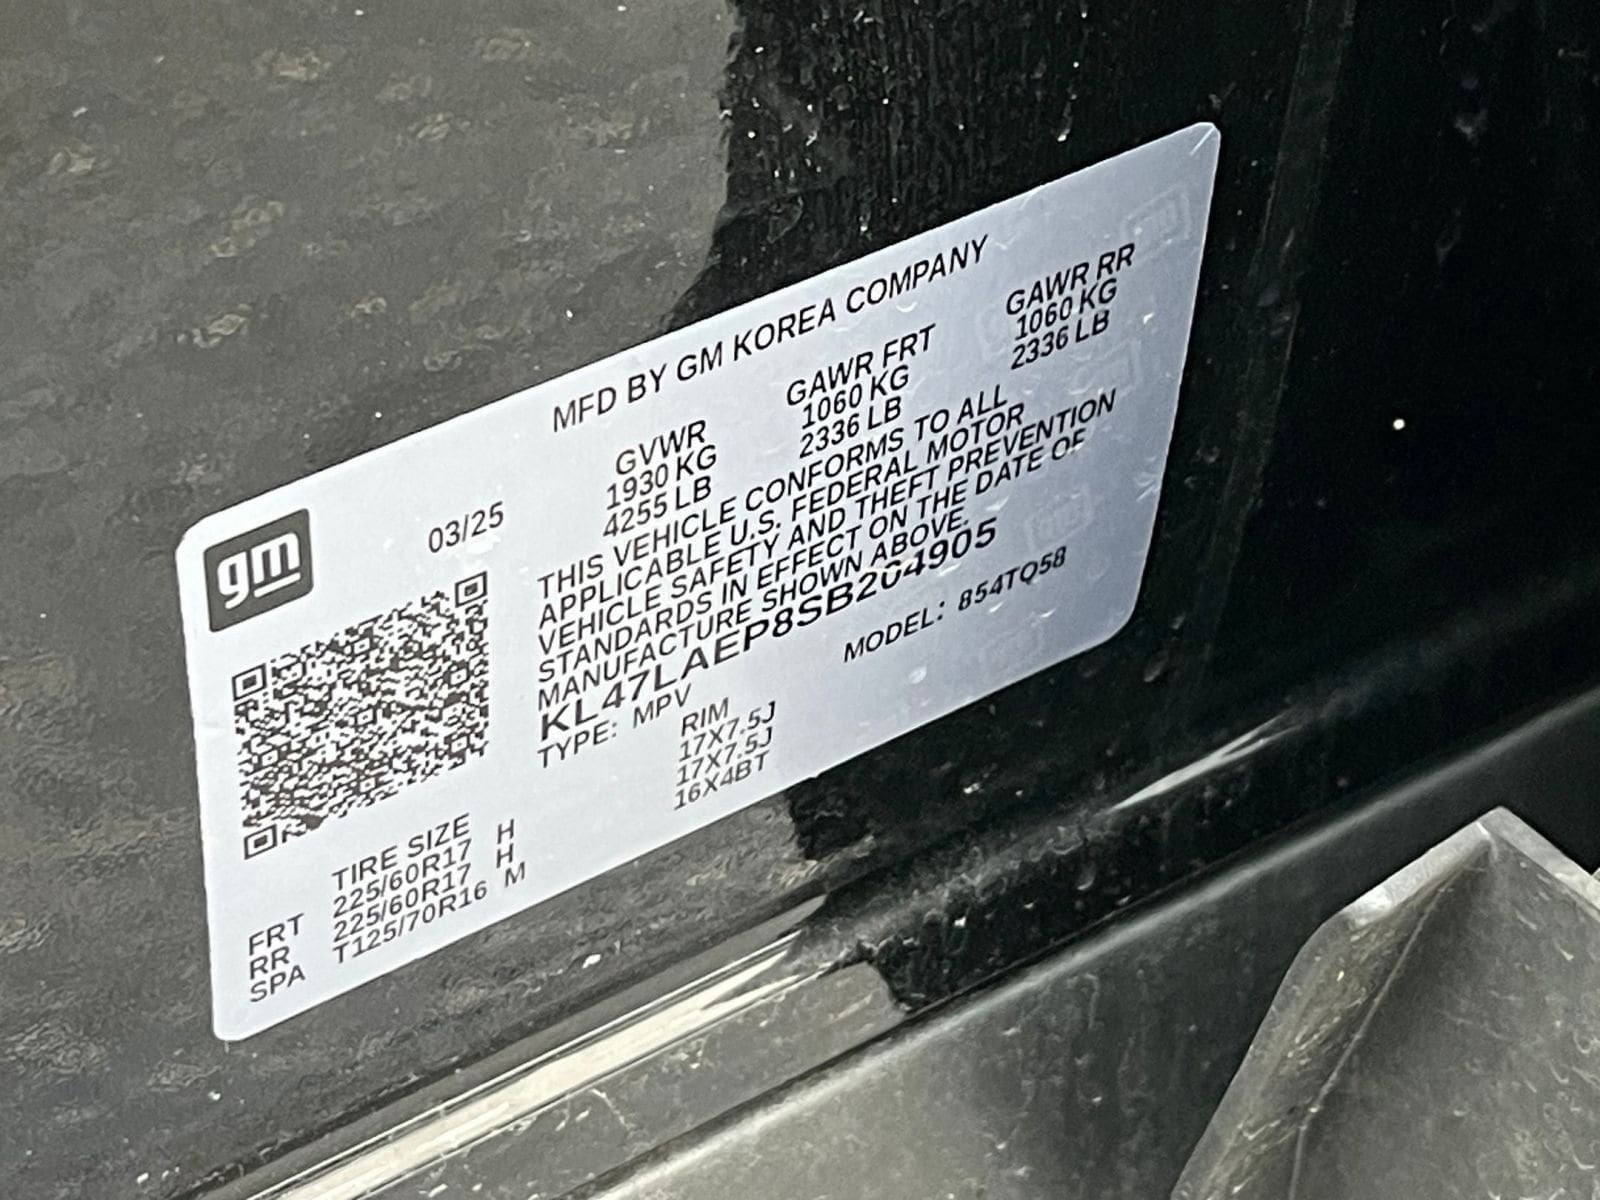 MFD BY GM KOREA COMPANY
gm
03/25
GVWR GAWR FRT GAWR RR
1930 KG 1060 KG 1060 KG
4255 LB 2336 LB 2336 LB
THIS VEHICLE CONFORMS TO ALL
APPLICABLE U.S. FEDERAL MOTOR
VEHICLE SAFETY AND THEFT PREVENTION
STANDARDS IN EFFECT ON THE DATE OF
MANUFACTURE SHOWN ABOVE.
KL47LAEP8SB204905
TYPE: MPV MODEL: 854TQ58
TIRE SIZE RIM
FRT 225/60R17 H 17X7.5J
RR 225/60R17 H 17X7.5J
SPA T125/70R16 M 16X4BT